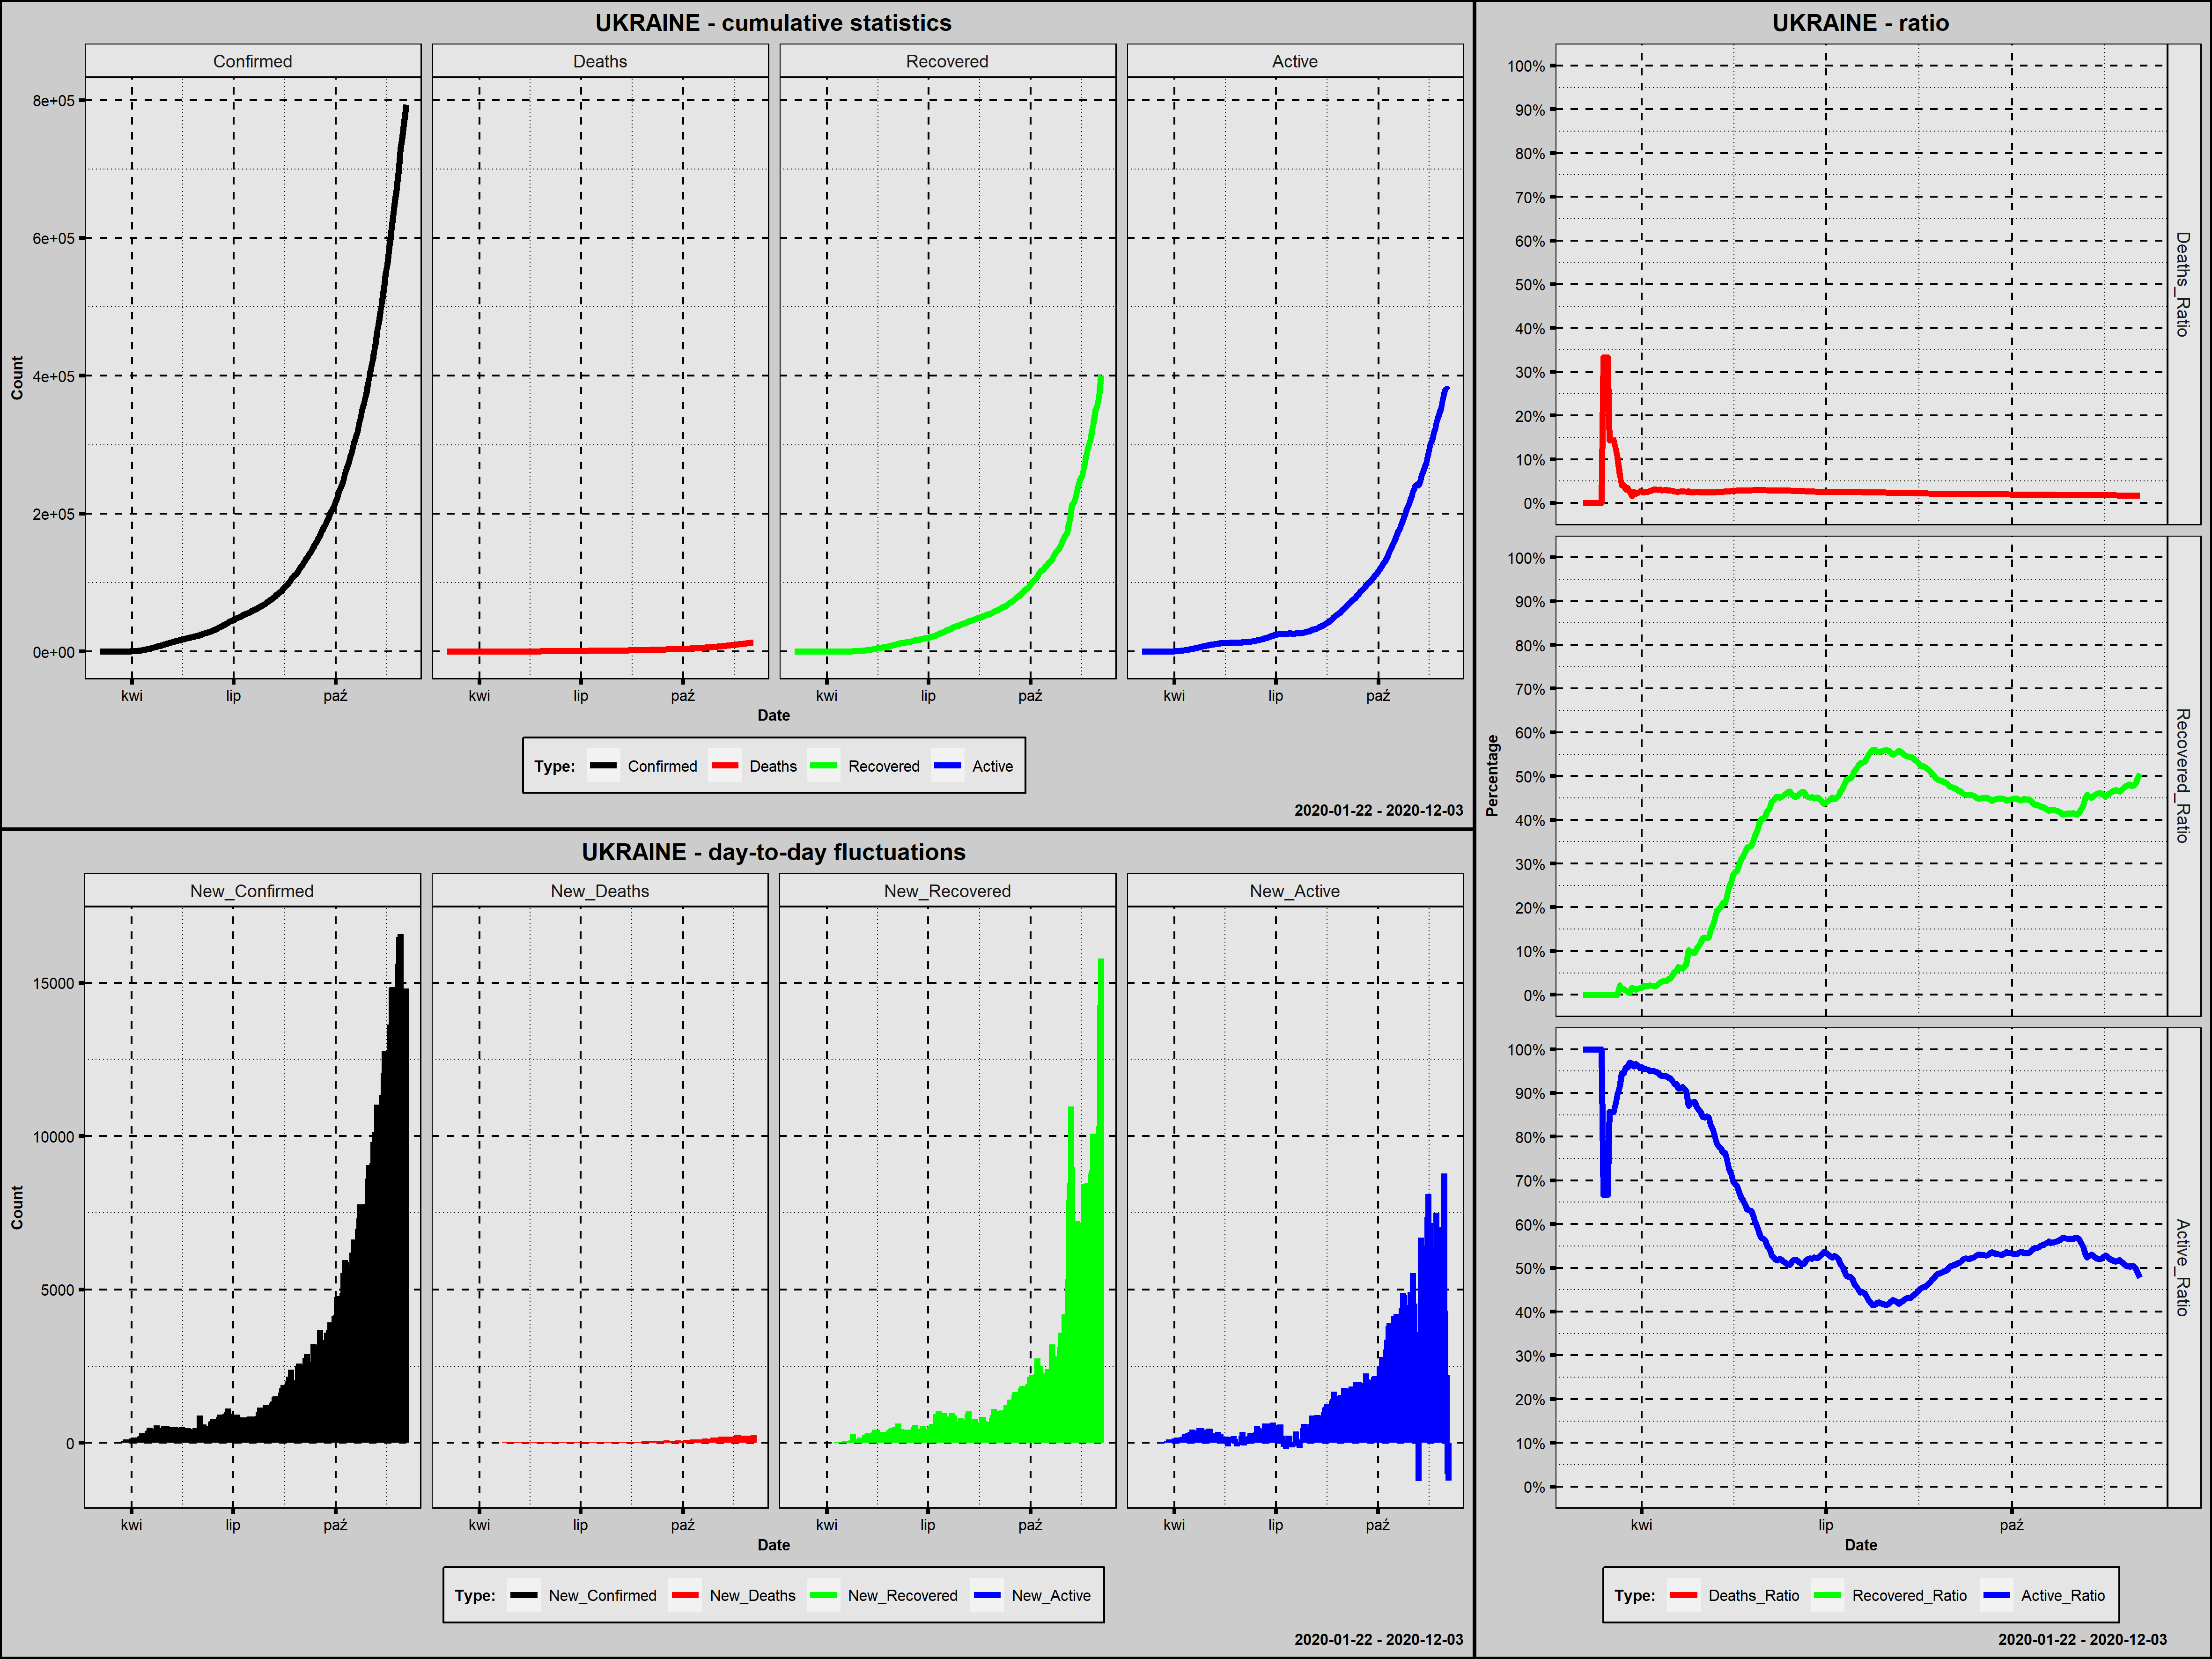 UKRAINE - cumulative statistics
Confirmed Deaths Recovered Active
Count
8e+05
6e+05
4e+05
2e+05
0e+00
kwi lip paź kwi lip paź kwi lip paź kwi lip paź
Date
Type: Confirmed Deaths Recovered Active
2020-01-22 - 2020-12-03
UKRAINE - day-to-day fluctuations
New_Confirmed New_Deaths New_Recovered New_Active
Count
15000
10000
5000
0
kwi lip paź kwi lip paź kwi lip paź kwi lip paź
Date
Type: New_Confirmed New_Deaths New_Recovered New_Active
2020-01-22 - 2020-12-03
UKRAINE - ratio
Percentage
100%
90%
80%
70%
60%
50%
40%
30%
20%
10%
0%
Deaths_Ratio
100%
90%
80%
70%
60%
50%
40%
30%
20%
10%
0%
Recovered_Ratio
100%
90%
80%
70%
60%
50%
40%
30%
20%
10%
0%
Active_Ratio
kwi lip paź
Date
Type: Deaths_Ratio Recovered_Ratio Active_Ratio
2020-01-22 - 2020-12-03